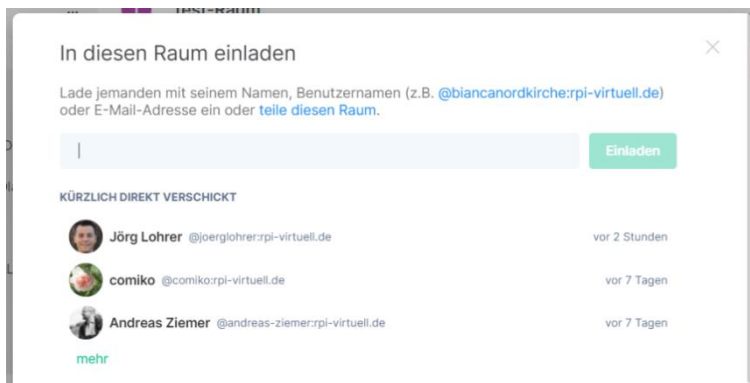 Test-Raum
In diesen Raum einladen
Lade jemanden mit seinem Namen, Benutzernamen (z.B. @biancanordkirche:rpi-virtuell.de)
oder E-Mail-Adresse ein oder teile diesen Raum.
Einladen
KÜRZLICH DIREKT VERSCHICKT
Jörg Lohrer @joerglohrer:rpi-virtuell.de vor 2 Stunden
comiko @comiko:rpi-virtuell.de vor 7 Tagen
Andreas Ziemer @andreas-ziemer:rpi-virtuell.de vor 7 Tagen
mehr